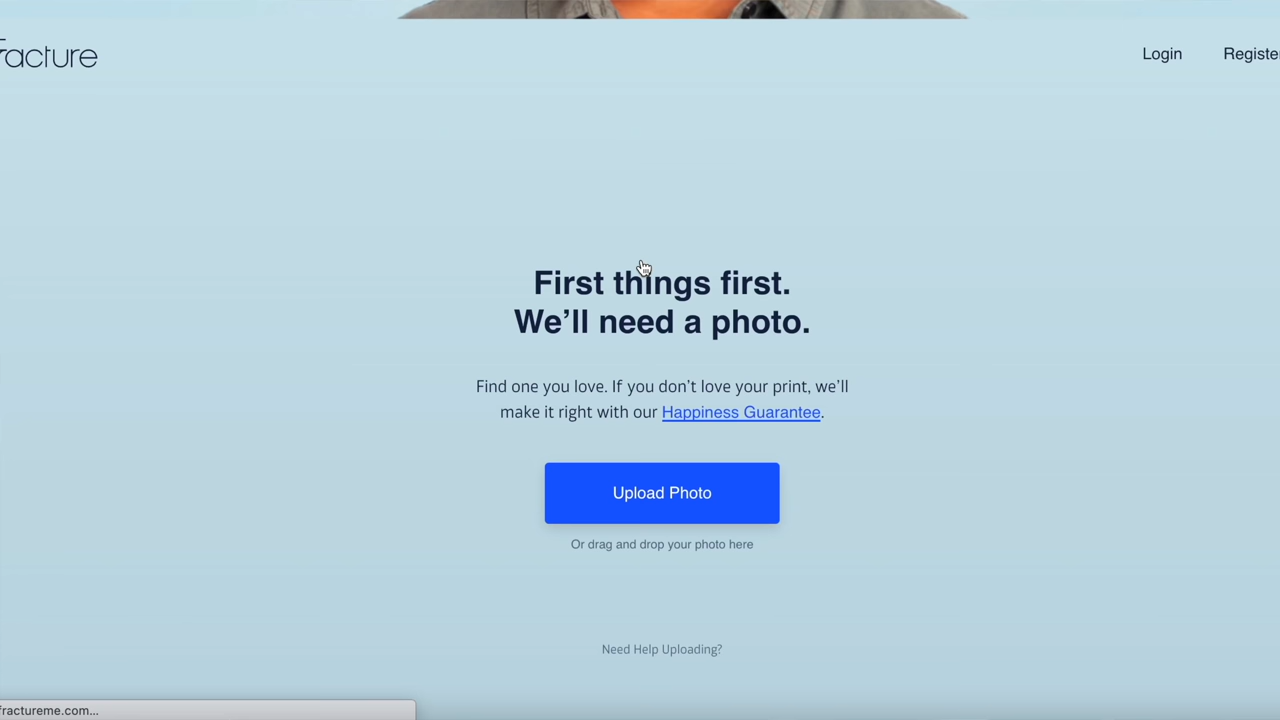 Fracture
Login
Register
First things first.
We’ll need a photo.
Find one you love. If you don’t love your print, we’ll
make it right with our Happiness Guarantee.
Upload Photo
Or drag and drop your photo here
Need Help Uploading?
fractureme.com...